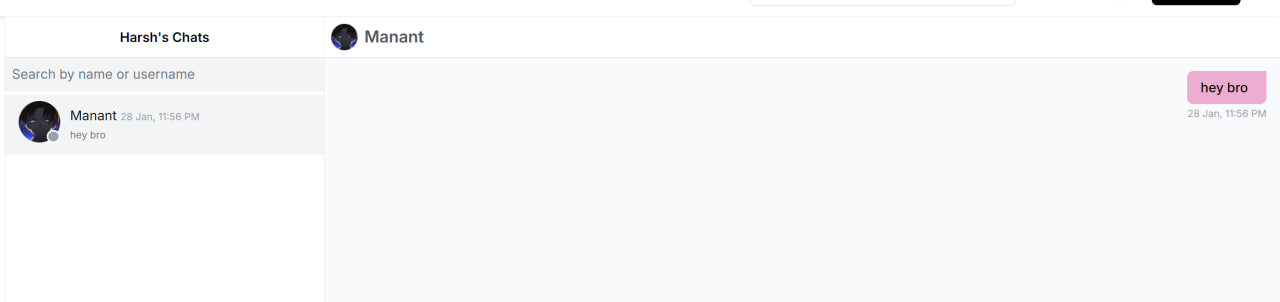 Harsh's Chats
Search by name or username
Manant 28 Jan, 11:56 PM
hey bro
Manant
hey bro
28 Jan, 11:56 PM